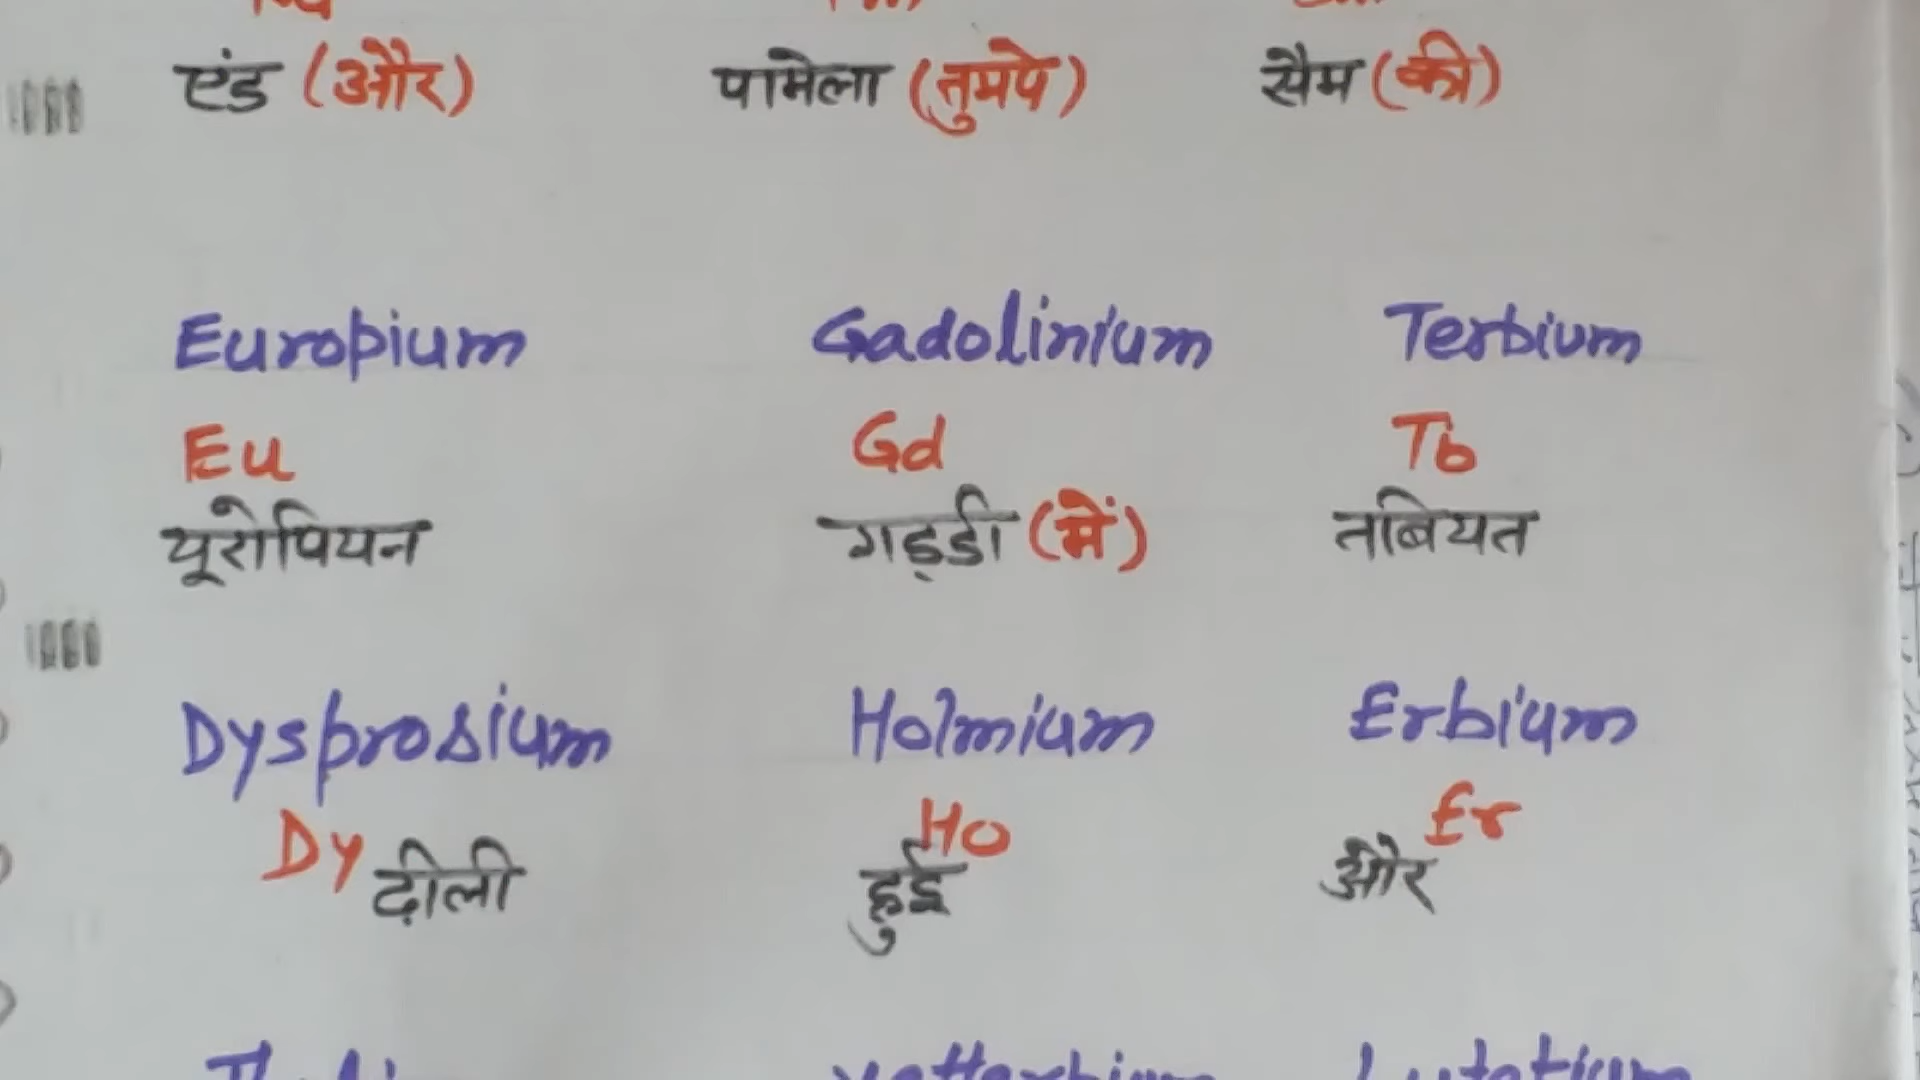 एंड (और) पामेला (तुमपे) सैम (की)
Europium Gadolinium Terbium
Eu Gd Tb
यूरोपियन गड्डी (में) तबियत
Dysprosium Holmium Erbium
Dy Ho Er
ढ़ीली हुई और